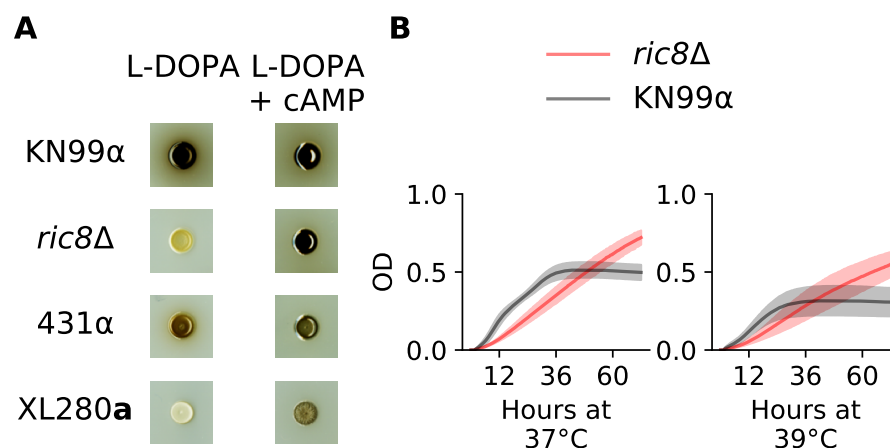 A
L-DOPA
L-DOPA
+ cAMP
KN99α
ric8Δ
431α
XL280a
B
ric8Δ
KN99α
OD
1.0
0.5
0.0
12 36 60
Hours at
37°C
1.0
0.5
0.0
12 36 60
Hours at
39°C